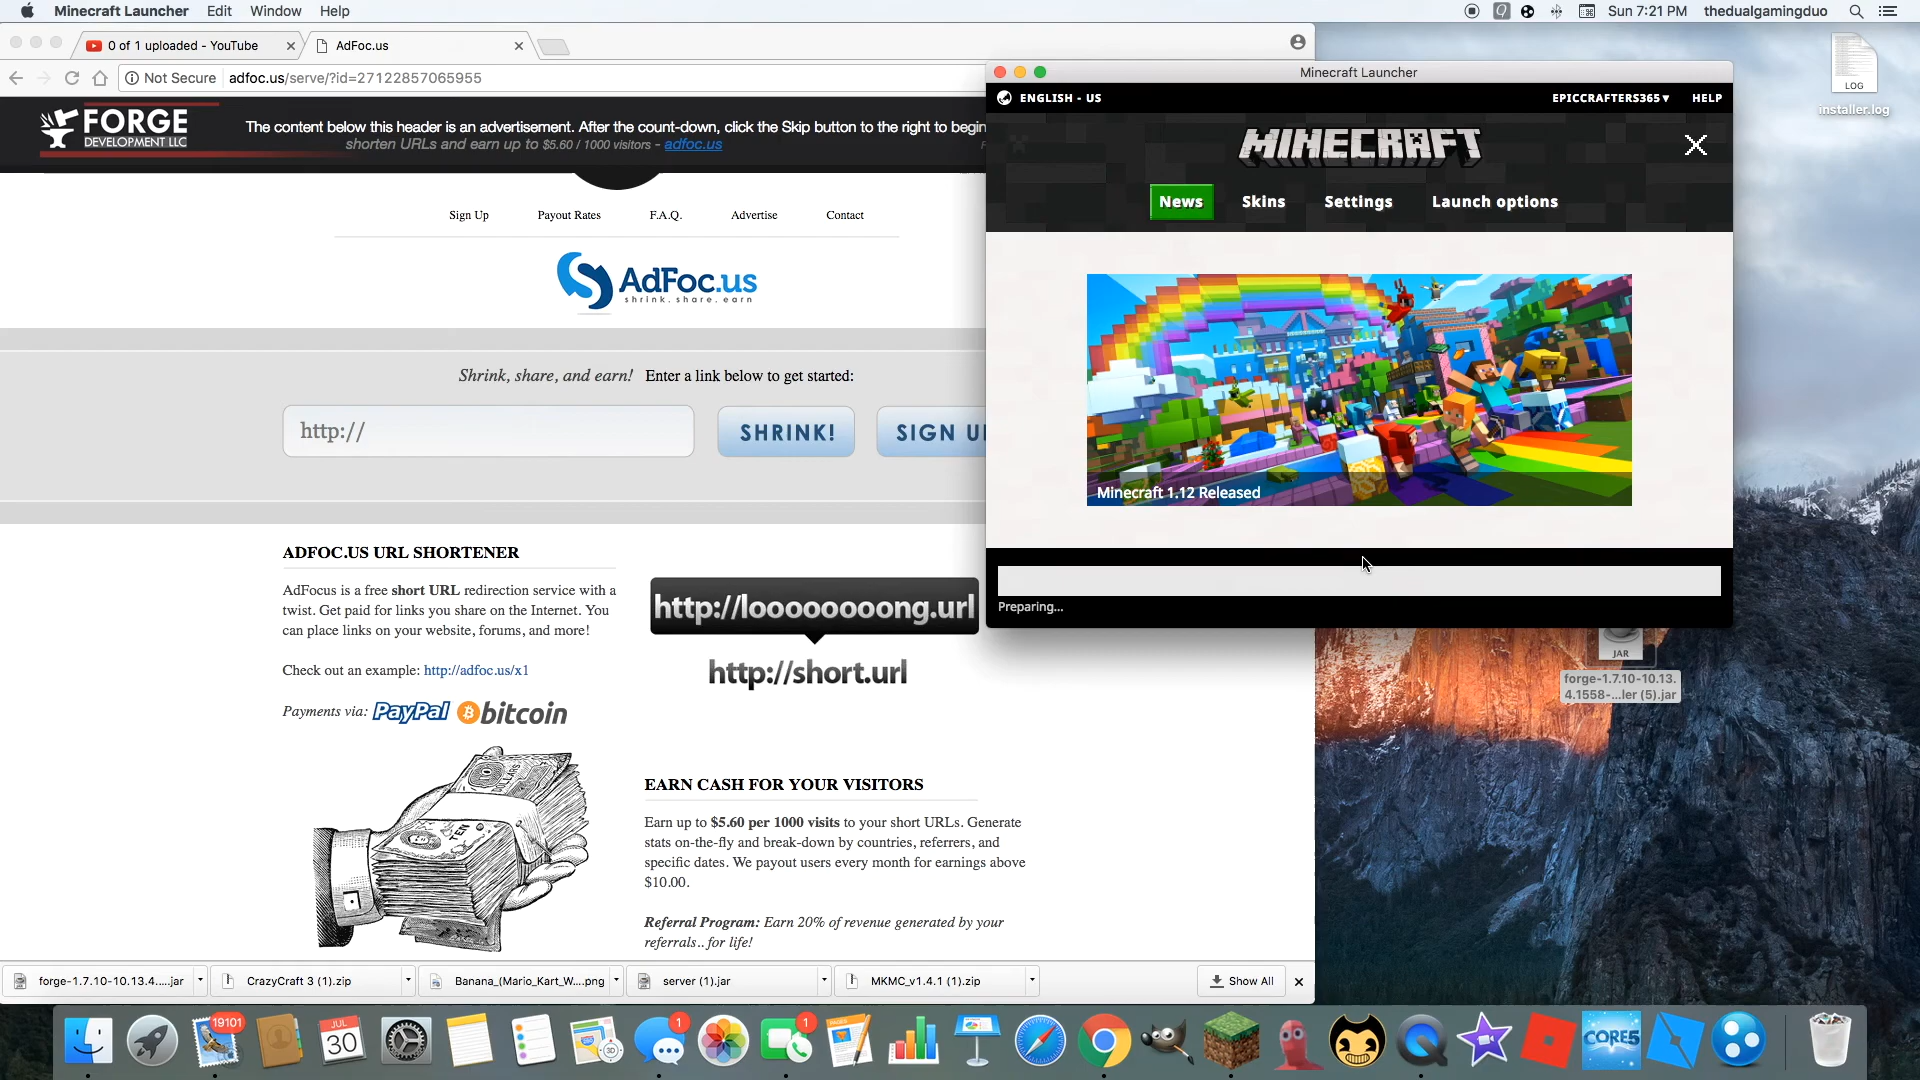 Minecraft Launcher Edit Window Help
Sun 7:21 PM thedualgamingduo
0 of 1 uploaded - YouTube
AdFoc.us
Not Secure adfoc.us/serve/?id=27122857065955
FORGE
DEVELOPMENT LLC
The content below this header is an advertisement. After the count-down, click the Skip button to the right to begin
shorten URLs and earn up to $5.60 / 1000 visitors - adfoc.us
Sign Up Payout Rates F.A.Q. Advertise Contact
AdFoc.us
shrink. share. earn
Shrink, share, and earn! Enter a link below to get started:
http://
SHRINK!
SIGN U
ADFOC.US URL SHORTENER
AdFocus is a free short URL redirection service with a
twist. Get paid for links you share on the Internet. You
can place links on your website, forums, and more!
Check out an example: http://adfoc.us/x1
Payments via: PayPal bitcoin
http://looooooooong.url
http://short.url
TEN
EARN CASH FOR YOUR VISITORS
Earn up to $5.60 per 1000 visits to your short URLs. Generate
stats on-the-fly and break-down by countries, referrers, and
specific dates. We payout users every month for earnings above
$10.00.
Referral Program: Earn 20% of revenue generated by your
referrals...for life!
Minecraft Launcher
ENGLISH - US
EPICCRAFTERS365 HELP
MINECRAFT
News Skins Settings Launch options
Minecraft 1.12 Released
Preparing...
LOG
installer.log
JAR
forge-1.7.10-10.13.
4.1558-...ler (5).jar
forge-1.7.10-10.13.4.....jar
CrazyCraft 3 (1).zip
Banana_(Mario_Kart_W....png
server (1).jar
MKMC_v1.4.1 (1).zip
Show All
19101
JUL
30
3D
1
1
CORE5